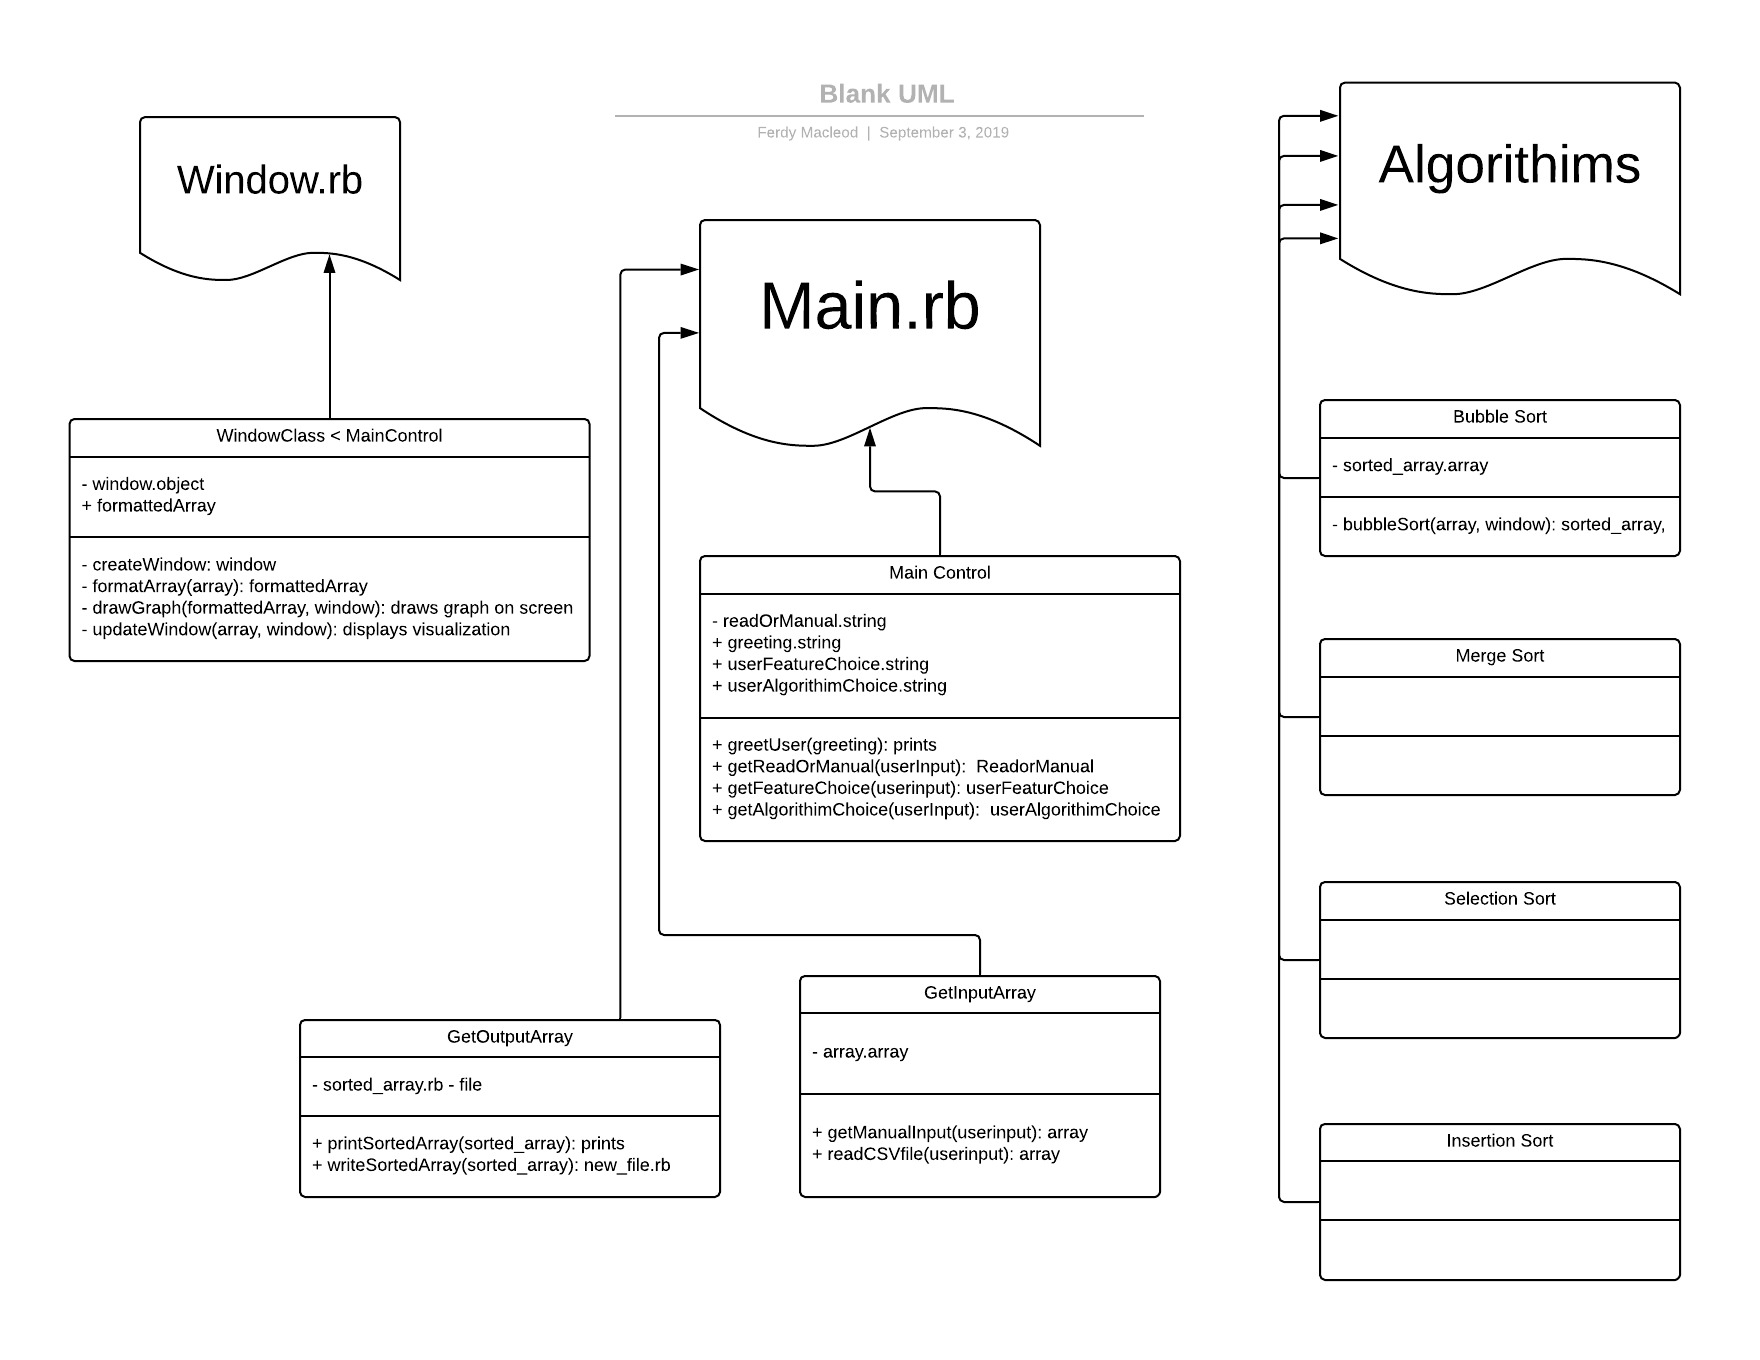 Blank UML
Ferdy Macleod | September 3, 2019
Window.rb
WindowClass < MainControl
- window.object
+ formattedArray
- createWindow: window
- formatArray(array): formattedArray
- drawGraph(formattedArray, window): draws graph on screen
- updateWindow(array, window): displays visualization
Main.rb
Main Control
- readOrManual.string
+ greeting.string
+ userFeatureChoice.string
+ userAlgorithimChoice.string
+ greetUser(greeting): prints
+ getReadOrManual(userInput):  ReadorManual
+ getFeatureChoice(userinput): userFeaturChoice
+ getAlgorithimChoice(userInput):  userAlgorithimChoice
GetOutputArray
- sorted_array.rb - file
+ printSortedArray(sorted_array): prints
+ writeSortedArray(sorted_array): new_file.rb
GetInputArray
- array.array
+ getManualInput(userinput): array
+ readCSVfile(userinput): array
Algorithims
Bubble Sort
- sorted_array.array
- bubbleSort(array, window): sorted_array,
Merge Sort
Selection Sort
Insertion Sort